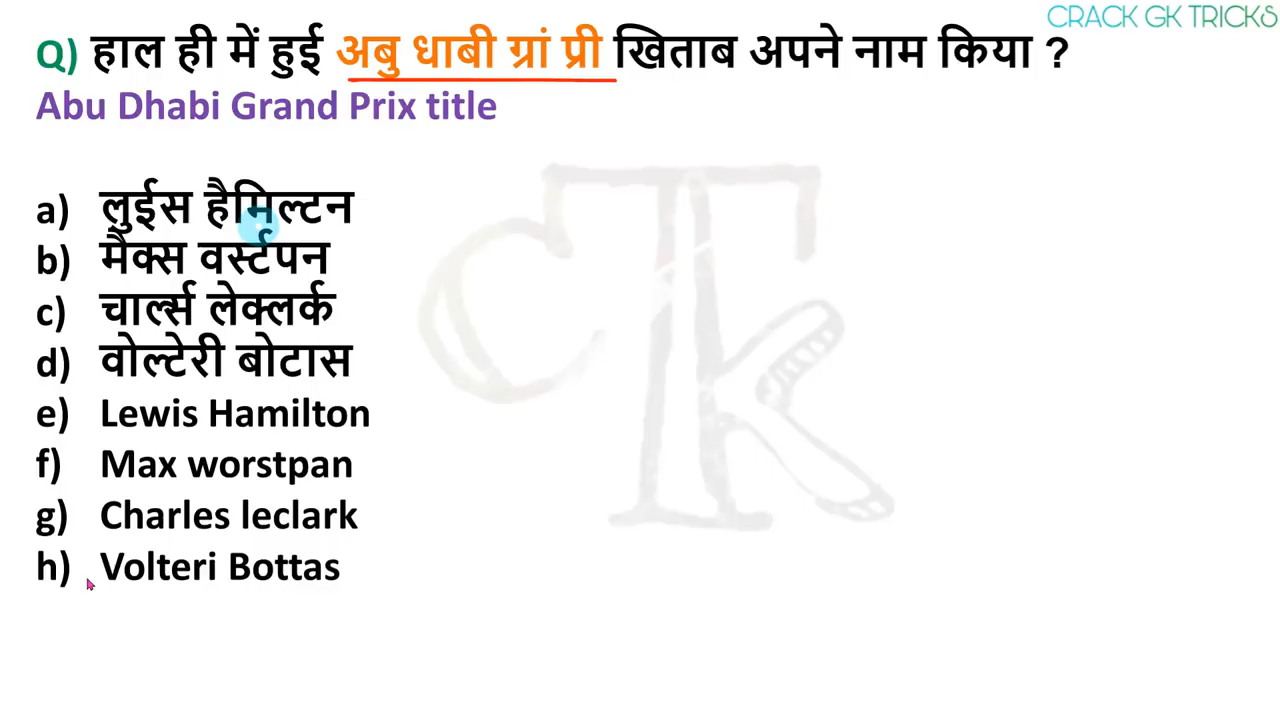 CRACK GK TRICKS
Q) हाल ही में हुई अबु धाबी ग्रां प्री खिताब अपने नाम किया ?
Abu Dhabi Grand Prix title
a) लुईस हैमिल्टन
b) मैक्स वर्स्टपन
c) चार्ल्स लेक्लर्क
d) वोल्टेरी बोटास
e) Lewis Hamilton
f) Max worstpan
g) Charles leclark
h) Volteri Bottas
CTk